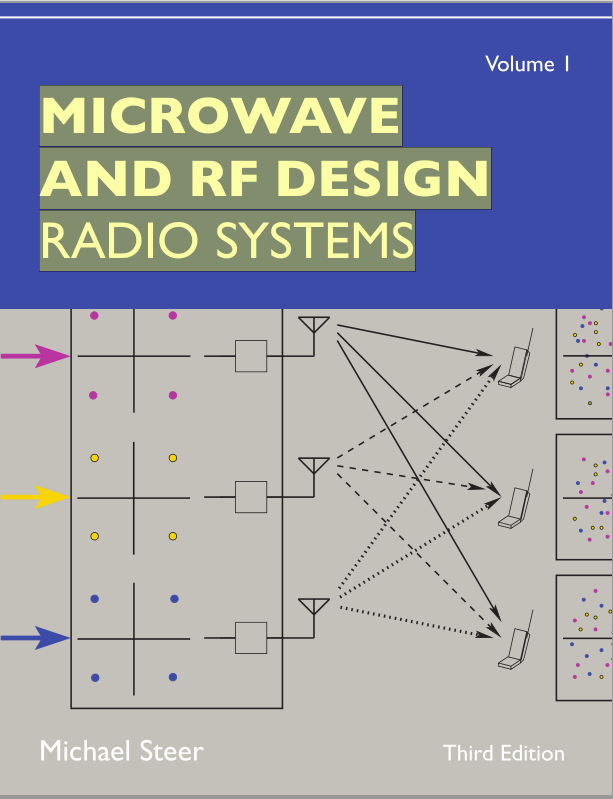 Volume 1
MICROWAVE
AND RF DESIGN
RADIO SYSTEMS
Michael Steer
Third Edition